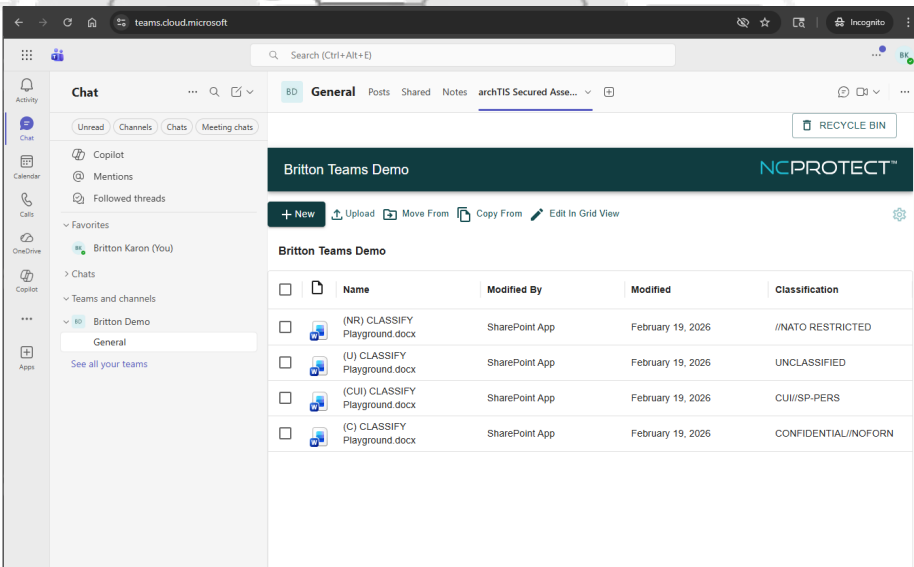 teams.cloud.microsoft
Incognito
Search (Ctrl+Alt+E)
BK
Activity
Chat
Calendar
Calls
OneDrive
Copilot
Apps
Chat
Unread
Channels
Chats
Meeting chats
Copilot
Mentions
Followed threads
Favorites
BK Britton Karon (You)
Chats
Teams and channels
BD Britton Demo
General
See all your teams
BD General Posts Shared Notes archTIS Secured Asse...
RECYCLE BIN
Britton Teams Demo
NCPROTECT™
+ New Upload Move From Copy From Edit In Grid View
Britton Teams Demo
Name Modified By Modified Classification
(NR) CLASSIFY
Playground.docx
SharePoint App February 19, 2026 //NATO RESTRICTED
(U) CLASSIFY
Playground.docx
SharePoint App February 19, 2026 UNCLASSIFIED
(CUI) CLASSIFY
Playground.docx
SharePoint App February 19, 2026 CUI//SP-PERS
(C) CLASSIFY
Playground.docx
SharePoint App February 19, 2026 CONFIDENTIAL//NOFORN